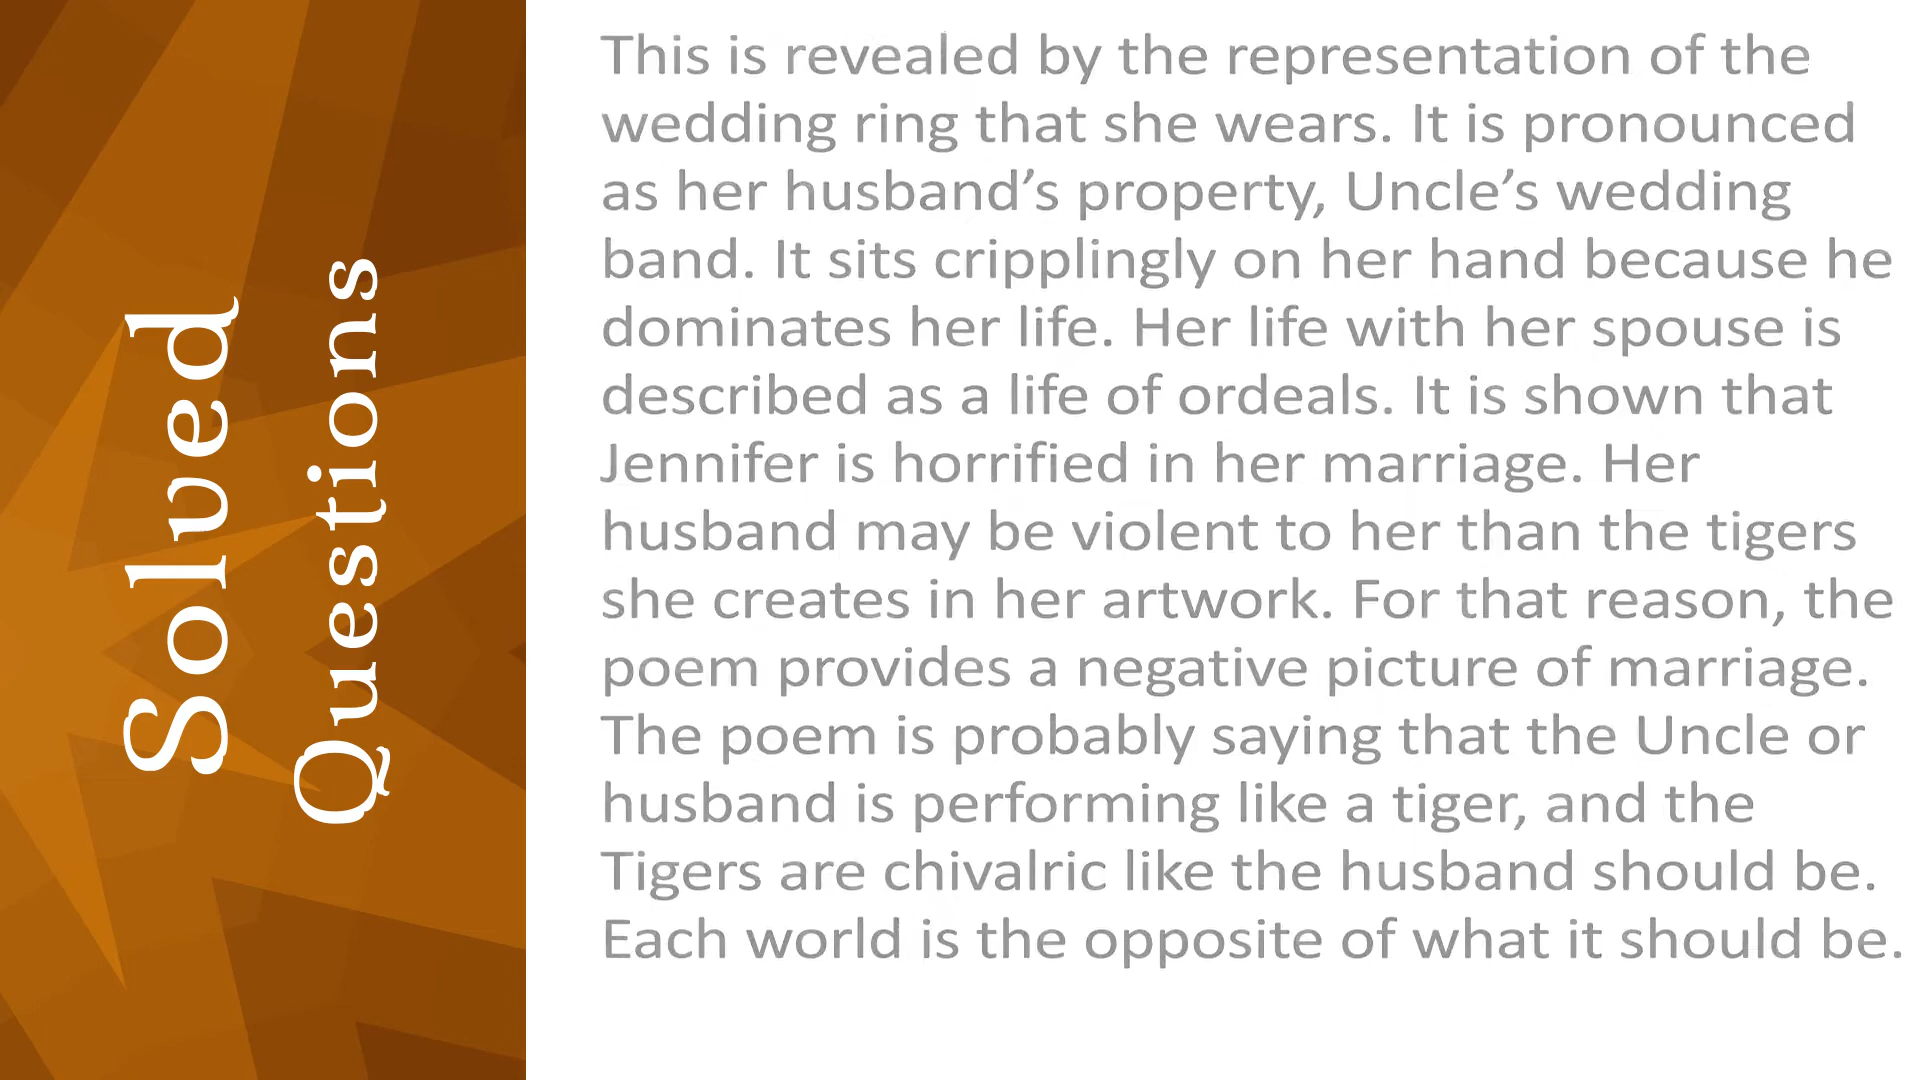 Solved
Questions
This is revealed by the representation of the
wedding ring that she wears. It is pronounced
as her husband’s property, Uncle’s wedding
band. It sits cripplingly on her hand because he
dominates her life. Her life with her spouse is
described as a life of ordeals. It is shown that
Jennifer is horrified in her marriage. Her
husband may be violent to her than the tigers
she creates in her artwork. For that reason, the
poem provides a negative picture of marriage.
The poem is probably saying that the Uncle or
husband is performing like a tiger, and the
Tigers are chivalric like the husband should be.
Each world is the opposite of what it should be.